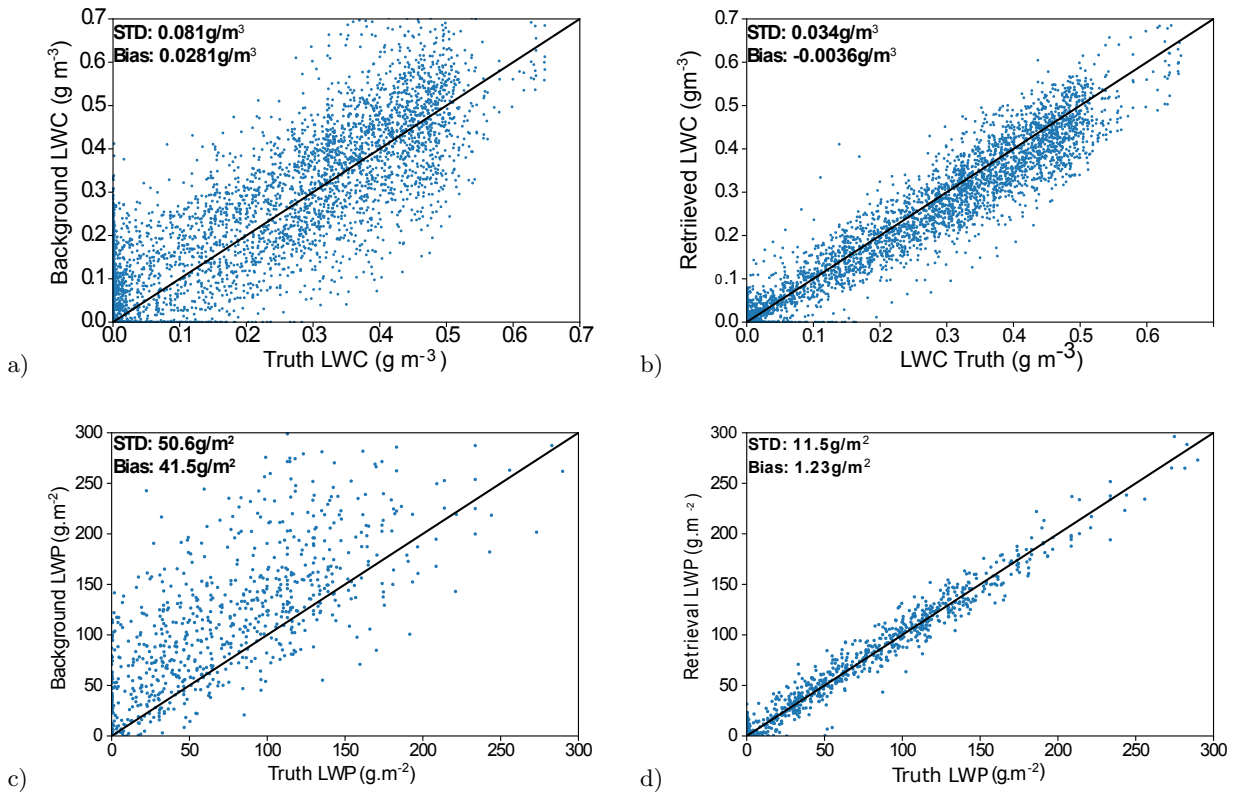 STD: 0.081g/m³
Bias: 0.0281g/m³
Background LWC (g m⁻³)
0.7
0.6
0.5
0.4
0.3
0.2
0.1
0.0
0.0 0.1 0.2 0.3 0.4 0.5 0.6 0.7
Truth LWC (g m⁻³ )
a)
STD: 0.034g/m³
Bias: -0.0036g/m³
Retriieved LWC (gm⁻³)
0.7
0.6
0.5
0.4
0.3
0.2
0.1
0.0
0.0 0.1 0.2 0.3 0.4 0.5 0.6
LWC Truth (g m⁻³)
b)
STD: 50.6g/m²
Bias: 41.5g/m²
Background LWP (g.m⁻²)
300
250
200
150
100
50
0
0 50 100 150 200 250 300
Truth LWP (g.m⁻²)
c)
STD: 11.5g/m²
Bias: 1.23g/m²
Retrieval LWP (g.m ⁻²)
300
250
200
150
100
50
0
0 50 100 150 200 250 300
Truth LWP (g.m⁻²)
d)